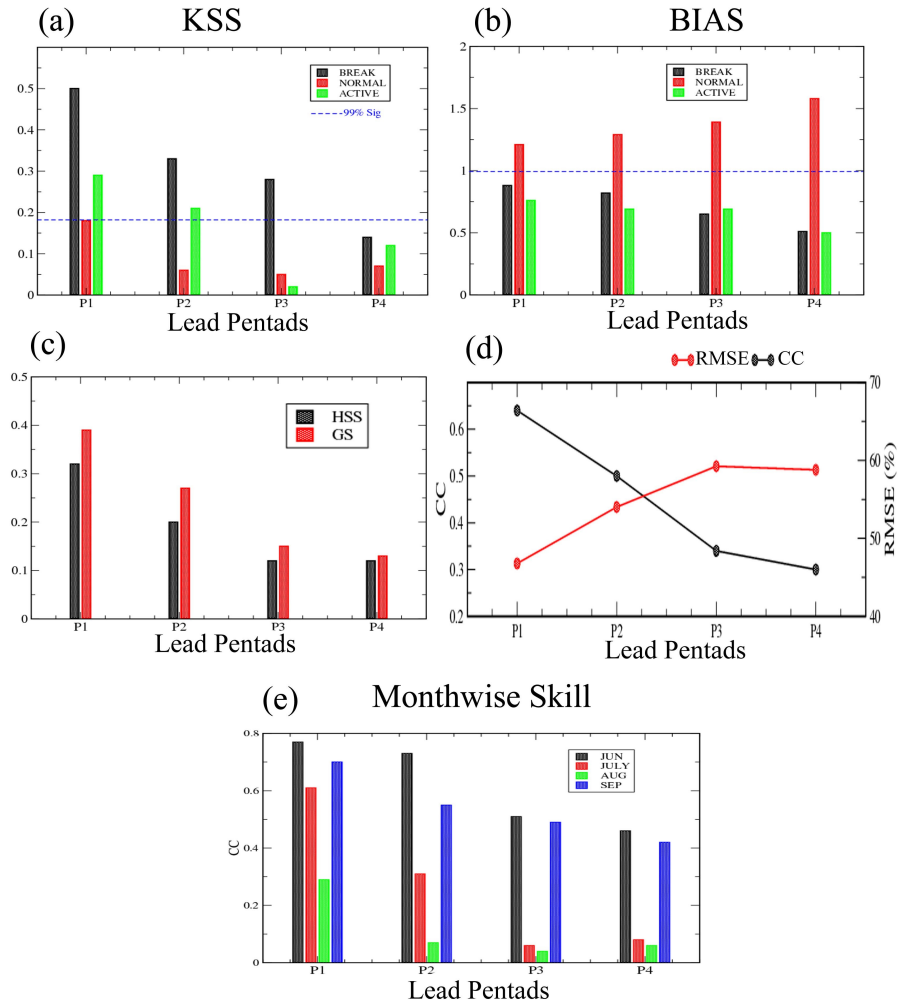 (a) KSS
0.5
0.4
0.3
0.2
0.1
0
BREAK
NORMAL
ACTIVE
99% Sig
P1 P2 P3 P4
Lead Pentads
(b) BIAS
2
1.5
1
0.5
0
BREAK
NORMAL
ACTIVE
P1 P2 P3 P4
Lead Pentads
(c)
0.5
0.4
0.3
0.2
0.1
0
HSS
GS
P1 P2 P3 P4
Lead Pentads
(d)
RMSE CC
CC
0.6
0.5
0.4
0.3
0.2
70
60
50
40
RMSE (%)
P1 P2 P3 P4
Lead Pentads
(e) Monthwise Skill
CC
0.8
0.6
0.4
0.2
0
JUN
JULY
AUG
SEP
P1 P2 P3 P4
Lead Pentads